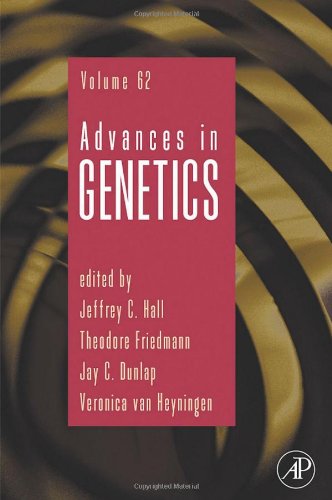 Volume 62
Advances in
GENETICS
edited by
Jeffrey C. Hall
Theodore Friedmann
Jay C. Dunlap
Veronica van Heyningen
AP